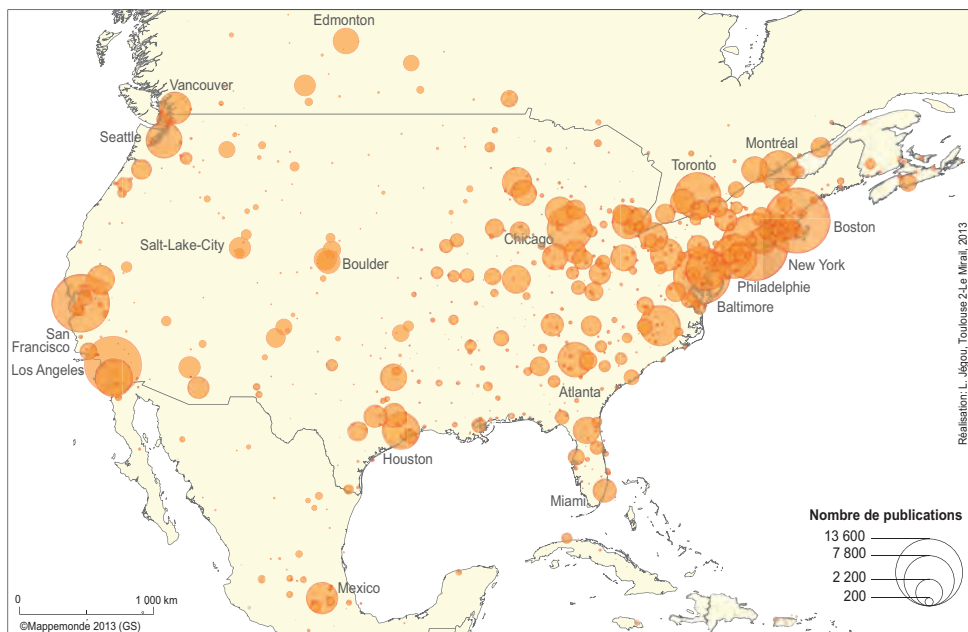 Edmonton
Vancouver
Seattle
Montréal
Toronto
Boston
Salt-Lake-City
Chicago
Boulder
New York
Philadelphie
Baltimore
San
Francisco
Los Angeles
Atlanta
Houston
Miami
Mexico
Réalisation: L. Jégou, Toulouse 2-Le Mirail, 2013
Nombre de publications
13 600
7 800
2 200
200
0 1 000 km
©Mappemonde 2013 (GS)